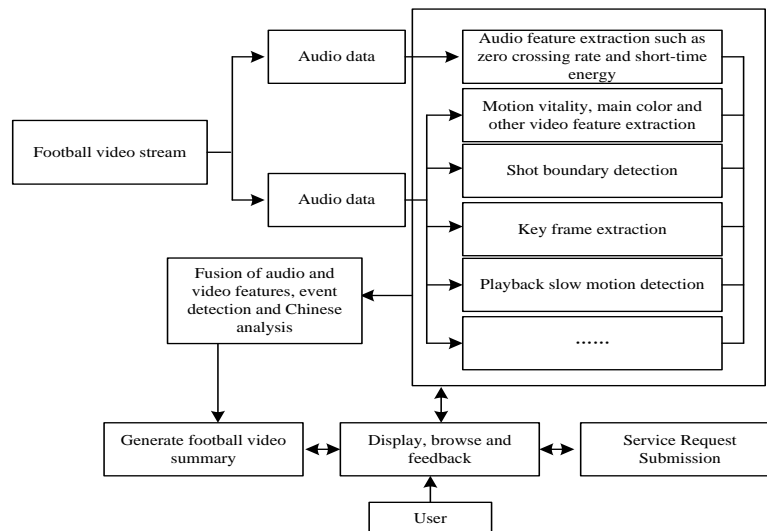 Football video stream
Audio data
Audio data
Audio feature extraction such as
zero crossing rate and short-time
energy
Motion vitality, main color and
other video feature extraction
Shot boundary detection
Key frame extraction
Playback slow motion detection
……
Fusion of audio and
video features, event
detection and Chinese
analysis
Generate football video
summary
Display, browse and
feedback
Service Request
Submission
User